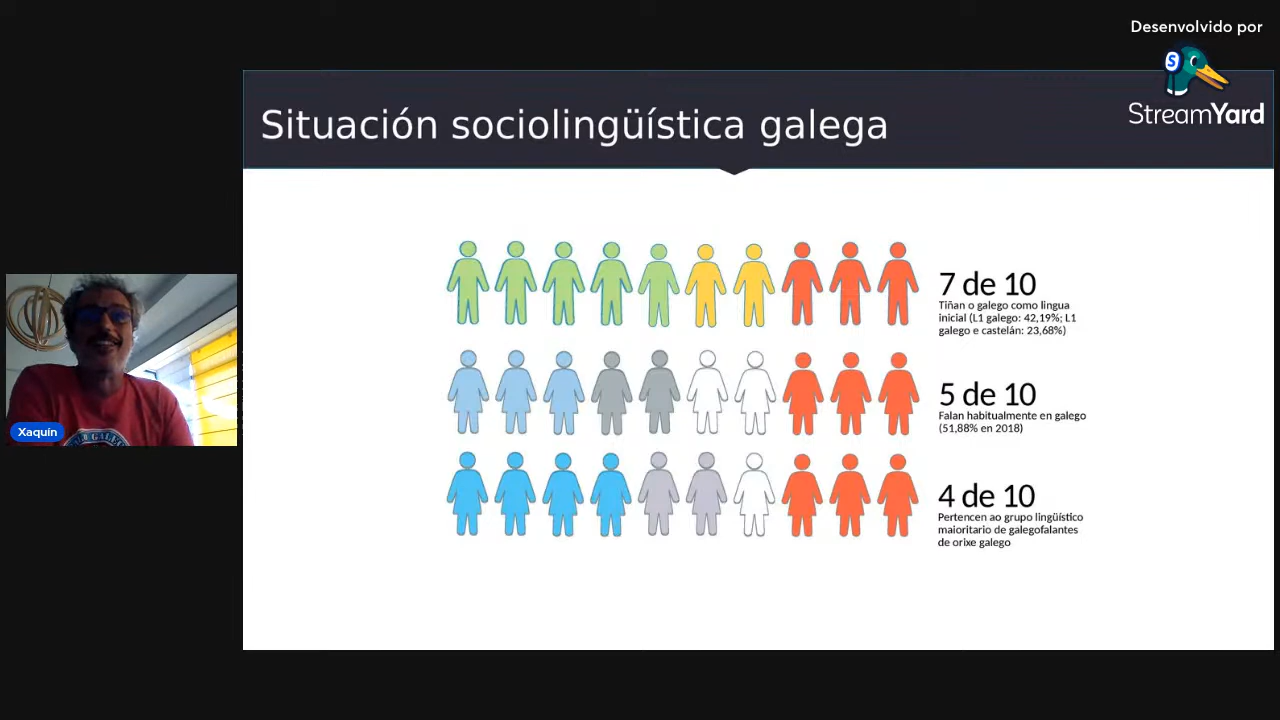 Desenvolvido por
StreamYard
Situación sociolingüística galega
7 de 10
Tiñan o galego como lingua
inicial (L1 galego: 42,19%; L1
galego e castelán: 23,68%)
5 de 10
Falan habitualmente en galego
(51,88% en 2018)
4 de 10
Pertencen ao grupo lingüístico
maioritario de galegofalantes
de orixe galego
Xaquín